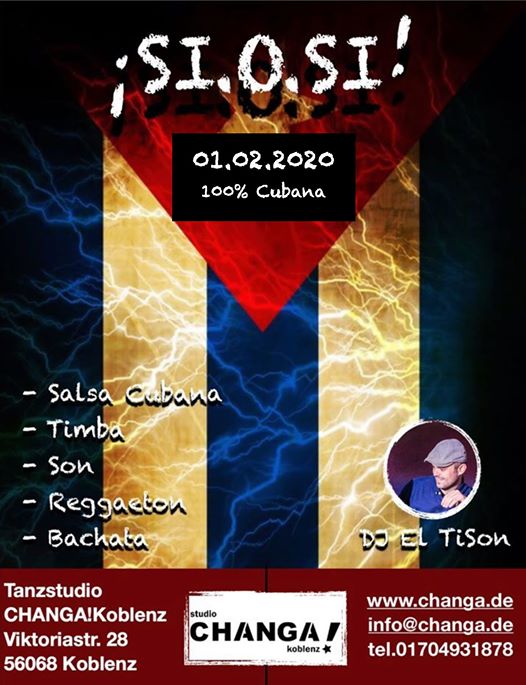 ¡SI.O.SI!
01.02.2020
100% Cubana
- Salsa Cubana
- Timba
- Son
- Reggaeton
- Bachata
DJ El TiSon
Tanzstudio
CHANGA!Koblenz
Viktoriastr. 28
56068 Koblenz
studio
CHANGA!
koblenz
www.changa.de
info@changa.de
tel.01704931878